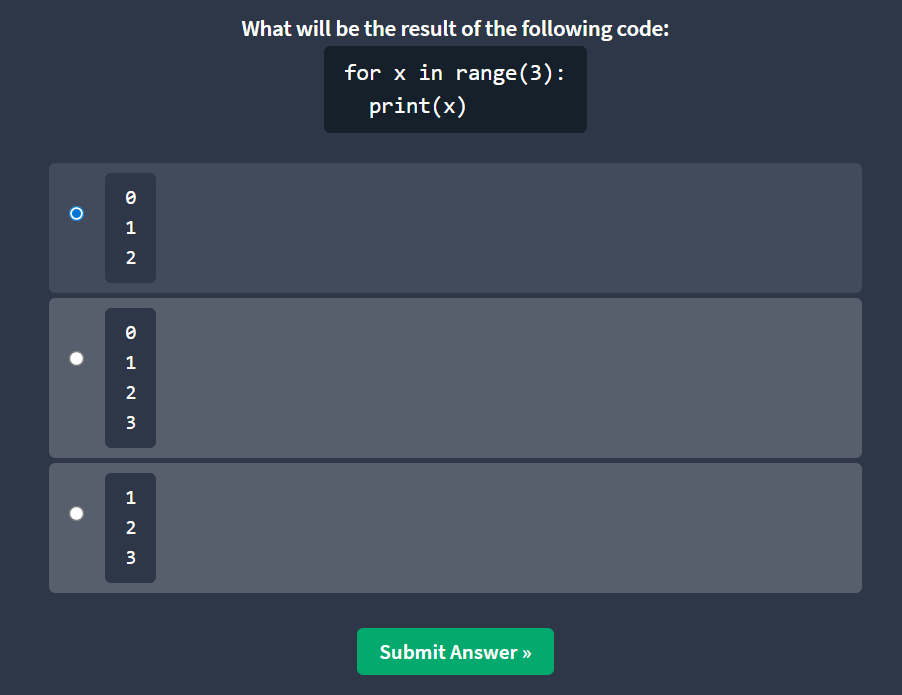 What will be the result of the following code:
for x in range(3):
  print(x)
0
1
2
0
1
2
3
1
2
3
Submit Answer »